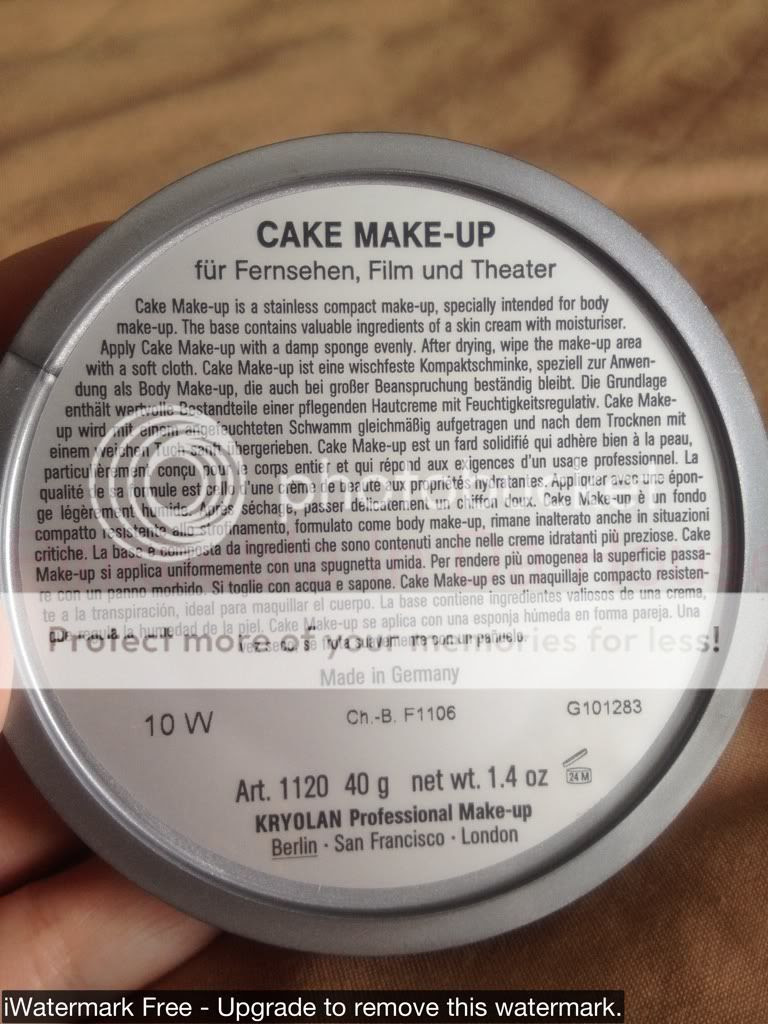 CAKE MAKE-UP
für Fernsehen, Film und Theater
Cake Make-up is a stainless compact make-up, specially intended for body
make-up. The base contains valuable ingredients of a skin cream with moisturiser.
Apply Cake Make-up with a damp sponge evenly. After drying, wipe the make-up area
with a soft cloth. Cake Make-up ist eine wischfeste Kompaktschminke, speziell zur Anwen-
dung als Body Make-up, die auch bei großer Beanspruchung beständig bleibt. Die Grundlage
enthält wertvolle Bestandteile einer pflegenden Hautcreme mit Feuchtigkeitsregulativ. Cake Make-
up wird mit einem angefeuchteten Schwamm gleichmäßig aufgetragen und nach dem Trocknen mit
einem weichen Tuch sanft übergerieben. Cake Make-up est un fard solidifié qui adhère bien à la peau,
particulièrement conçu pour le corps entier et qui répond aux exigences d'un usage professionnel. La
qualité de sa formule est celle d'une crème de beauté aux propriétés hydratantes. Appliquer avec une épon-
ge légèrement humide. Après séchage, passer délicatement un chiffon doux. Cake Make-up è un fondo
compatto resistente allo strofinamento, formulato come body make-up, rimane inalterato anche in situazioni
critiche. La base è composta da ingredienti che sono contenuti anche nelle creme idratanti più preziose. Cake
Make-up si applica uniformemente con una spugnetta umida. Per rendere più omogenea la superficie passa-
re con un panno morbido. Si toglie con acqua e sapone. Cake Make-up es un maquillaje compacto resisten-
te a la transpiración, ideal para maquillar el cuerpo. La base contiene ingredientes valiosos de una crema,
que regula la humedad de la piel. Cake Make-up se aplica con una esponja húmeda en forma pareja. Una
vez seco, se frota suavemente con un pañuelo.
photobucket
Protect more of your memories for less!
Made in Germany
10 W
Ch.-B. F1106
G101283
Art. 1120 40 g net wt. 1.4 oz
24 M
KRYOLAN Professional Make-up
Berlin · San Francisco · London
iWatermark Free - Upgrade to remove this watermark.